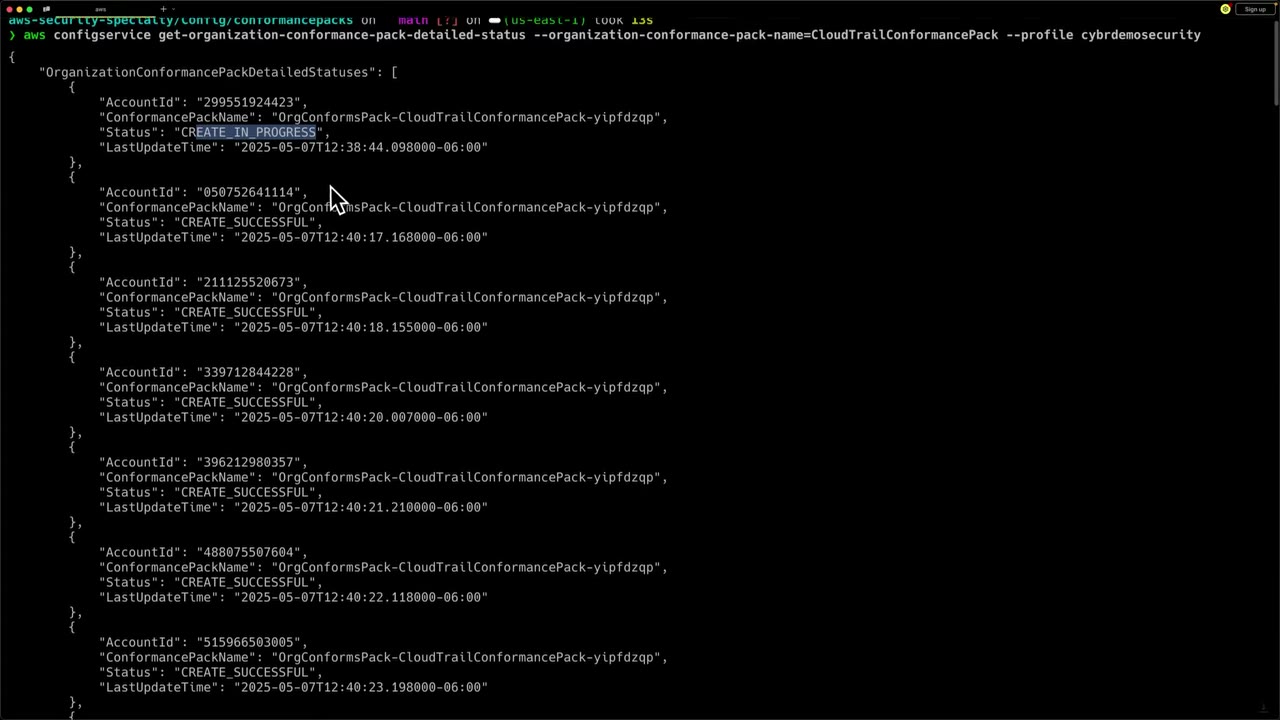 aws
Sign up
aws-security-specialty/Config/conformancepacks on main [?] on (us-east-1) took 13s
❯ aws configservice get-organization-conformance-pack-detailed-status --organization-conformance-pack-name=CloudTrailConformancePack --profile cybrdemosecurity
{
"OrganizationConformancePackDetailedStatuses": [
{
"AccountId": "299551924423",
"ConformancePackName": "OrgConformsPack-CloudTrailConformancePack-yipfdzqp",
"Status": "CREATE_IN_PROGRESS",
"LastUpdateTime": "2025-05-07T12:38:44.098000-06:00"
},
{
"AccountId": "050752641114",
"ConformancePackName": "OrgConformsPack-CloudTrailConformancePack-yipfdzqp",
"Status": "CREATE_SUCCESSFUL",
"LastUpdateTime": "2025-05-07T12:40:17.168000-06:00"
},
{
"AccountId": "211125520673",
"ConformancePackName": "OrgConformsPack-CloudTrailConformancePack-yipfdzqp",
"Status": "CREATE_SUCCESSFUL",
"LastUpdateTime": "2025-05-07T12:40:18.155000-06:00"
},
{
"AccountId": "339712844228",
"ConformancePackName": "OrgConformsPack-CloudTrailConformancePack-yipfdzqp",
"Status": "CREATE_SUCCESSFUL",
"LastUpdateTime": "2025-05-07T12:40:20.007000-06:00"
},
{
"AccountId": "396212980357",
"ConformancePackName": "OrgConformsPack-CloudTrailConformancePack-yipfdzqp",
"Status": "CREATE_SUCCESSFUL",
"LastUpdateTime": "2025-05-07T12:40:21.210000-06:00"
},
{
"AccountId": "488075507604",
"ConformancePackName": "OrgConformsPack-CloudTrailConformancePack-yipfdzqp",
"Status": "CREATE_SUCCESSFUL",
"LastUpdateTime": "2025-05-07T12:40:22.118000-06:00"
},
{
"AccountId": "515966503005",
"ConformancePackName": "OrgConformsPack-CloudTrailConformancePack-yipfdzqp",
"Status": "CREATE_SUCCESSFUL",
"LastUpdateTime": "2025-05-07T12:40:23.198000-06:00"
},
{